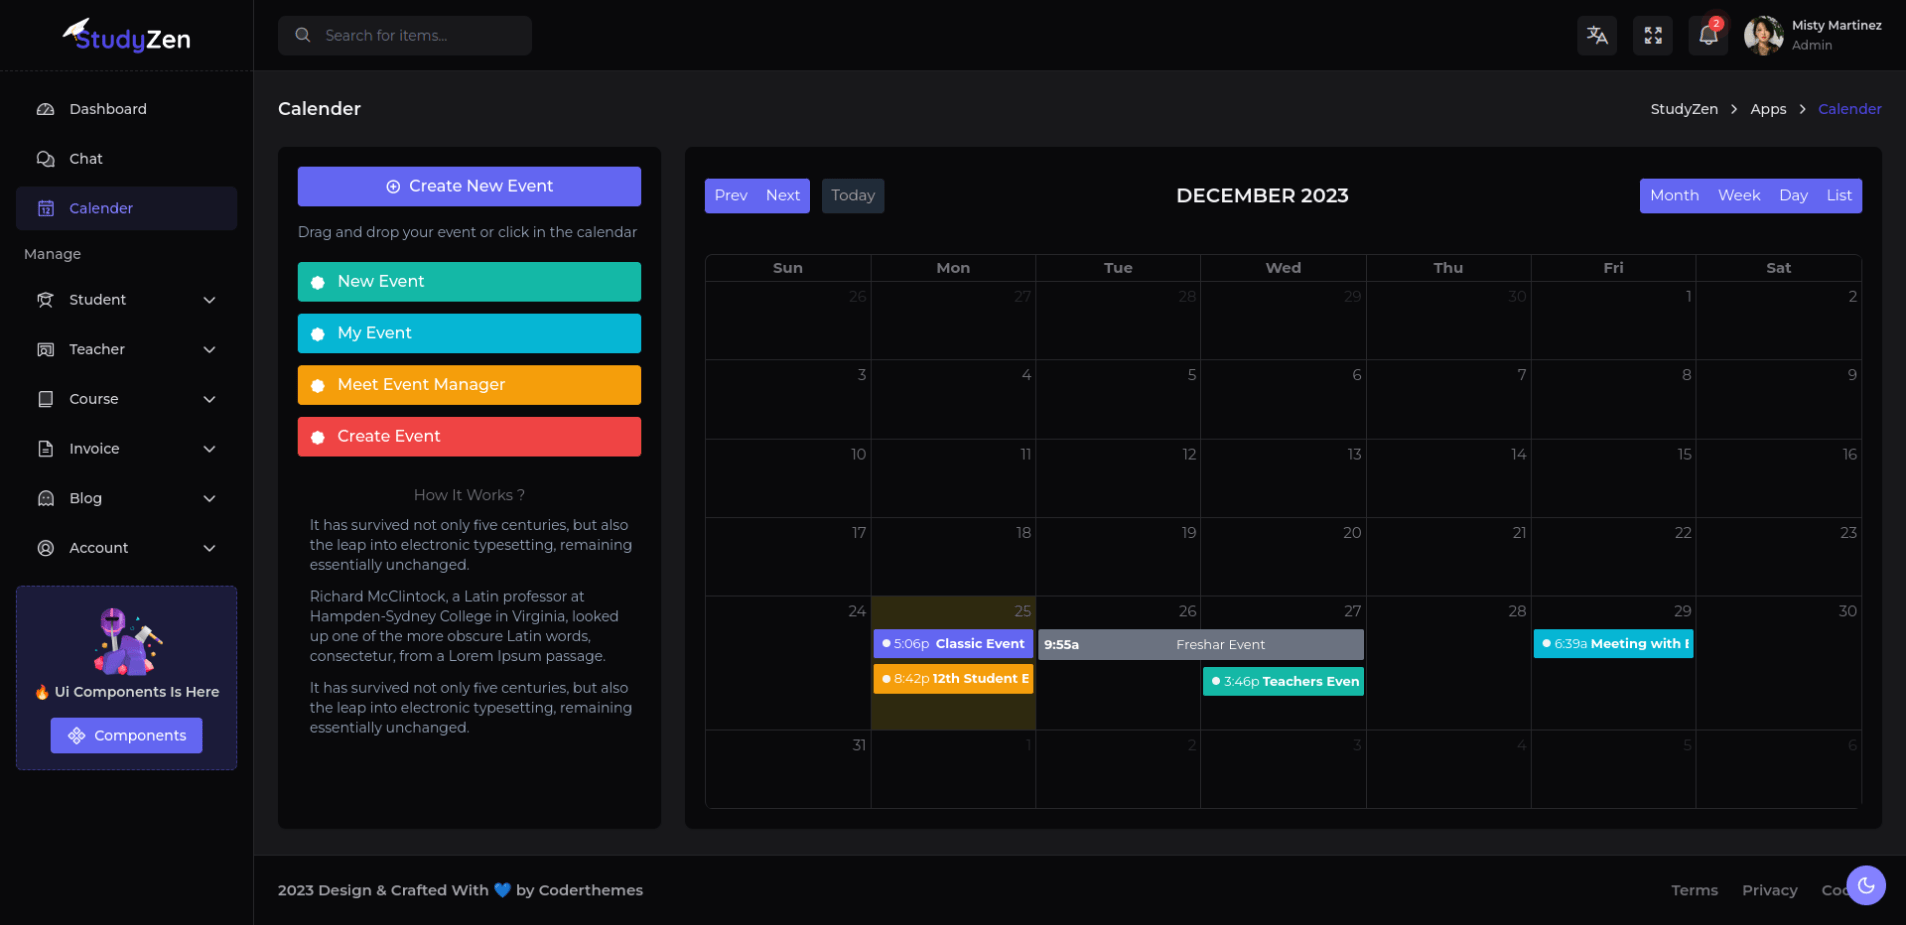 StudyZen
Search for items...
2
Misty Martinez
Admin
Dashboard
Chat
Calender
Manage
Student
Teacher
Course
Invoice
Blog
Account
🔥 Ui Components Is Here
Components
Calender
StudyZen > Apps > Calender
Create New Event
Drag and drop your event or click in the calendar
New Event
My Event
Meet Event Manager
Create Event
How It Works ?
It has survived not only five centuries, but also
the leap into electronic typesetting, remaining
essentially unchanged.
Richard McClintock, a Latin professor at
Hampden-Sydney College in Virginia, looked
up one of the more obscure Latin words,
consectetur, from a Lorem Ipsum passage.
It has survived not only five centuries, but also
the leap into electronic typesetting, remaining
essentially unchanged.
Prev Next Today
DECEMBER 2023
Month Week Day List
Sun Mon Tue Wed Thu Fri Sat
26 27 28 29 30 1 2
3 4 5 6 7 8 9
10 11 12 13 14 15 16
17 18 19 20 21 22 23
24 25 26 27 28 29 30
5:06p Classic Event
9:55a Freshar Event
6:39a Meeting with
8:42p 12th Student E
3:46p Teachers Even
31 1 2 3 4 5 6
2023 Design & Crafted With 💙 by Coderthemes
Terms Privacy